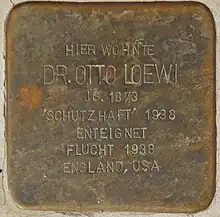 HIER WOHNTE
DR. OTTO LOEWI
JG. 1873
'SCHUTZHAFT' 1938
ENTEIGNET
FLUCHT 1938
ENGLAND, USA